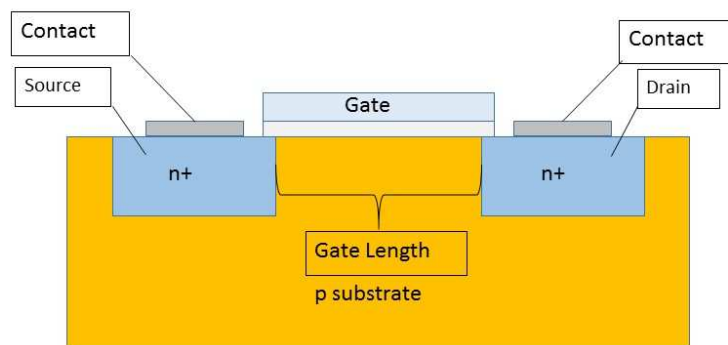 Contact
Contact
Source
Drain
Gate
n+
n+
Gate Length
p substrate